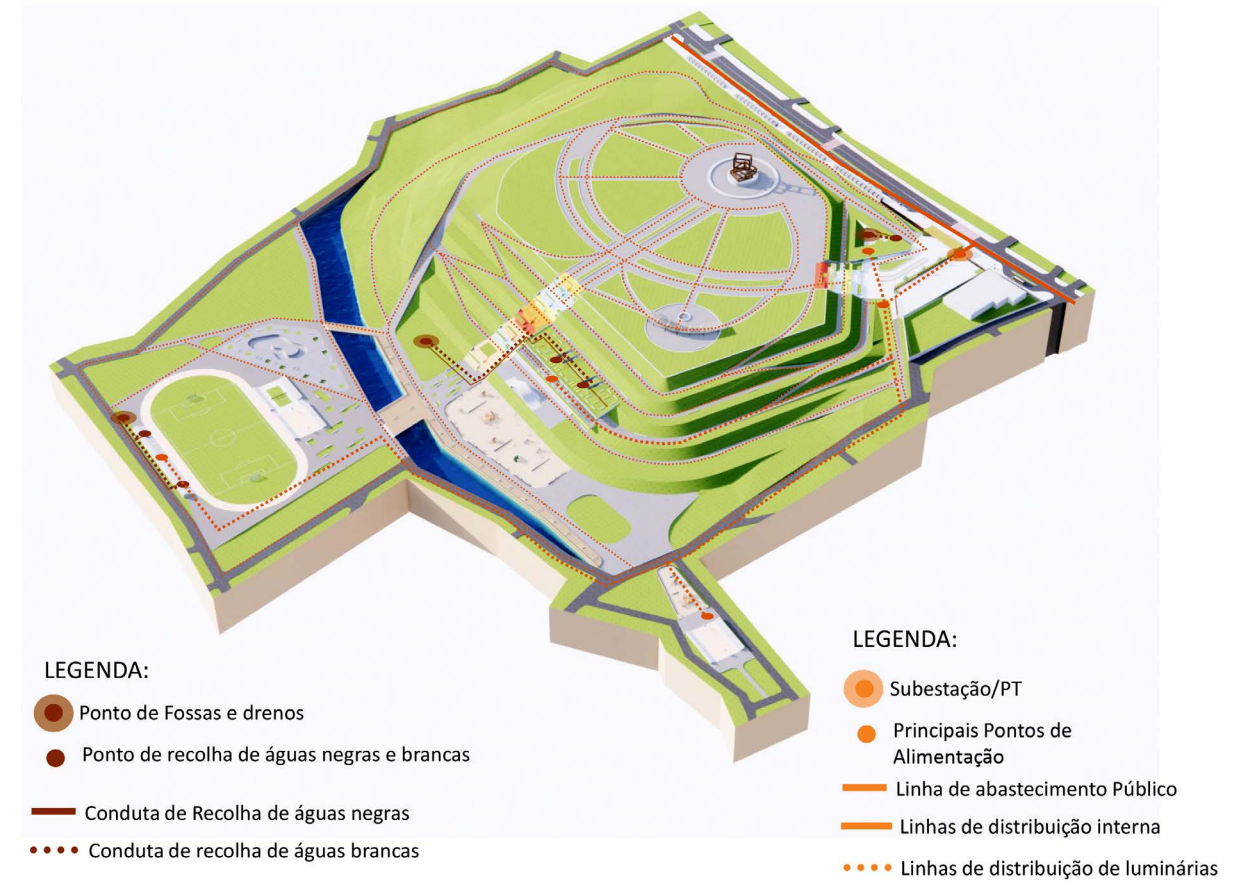 LEGENDA:
Ponto de Fossas e drenos
Ponto de recolha de águas negras e brancas
Conduta de Recolha de águas negras
Conduta de recolha de águas brancas
LEGENDA:
Subestação/PT
Principais Pontos de
Alimentação
Linha de abastecimento Público
Linhas de distribuição interna
Linhas de distribuição de luminárias